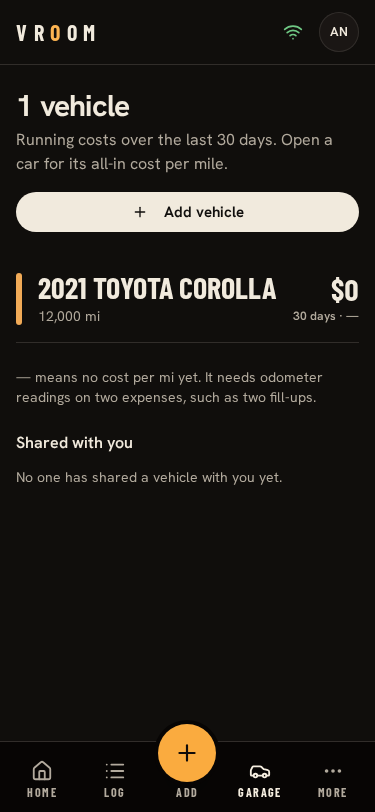 VROOM
AN
1 vehicle
Running costs over the last 30 days. Open a
car for its all-in cost per mile.
+ Add vehicle
2021 TOYOTA COROLLA
$0
12,000 mi
30 days · —
— means no cost per mi yet. It needs odometer
readings on two expenses, such as two fill-ups.
Shared with you
No one has shared a vehicle with you yet.
HOME
LOG
ADD
GARAGE
MORE